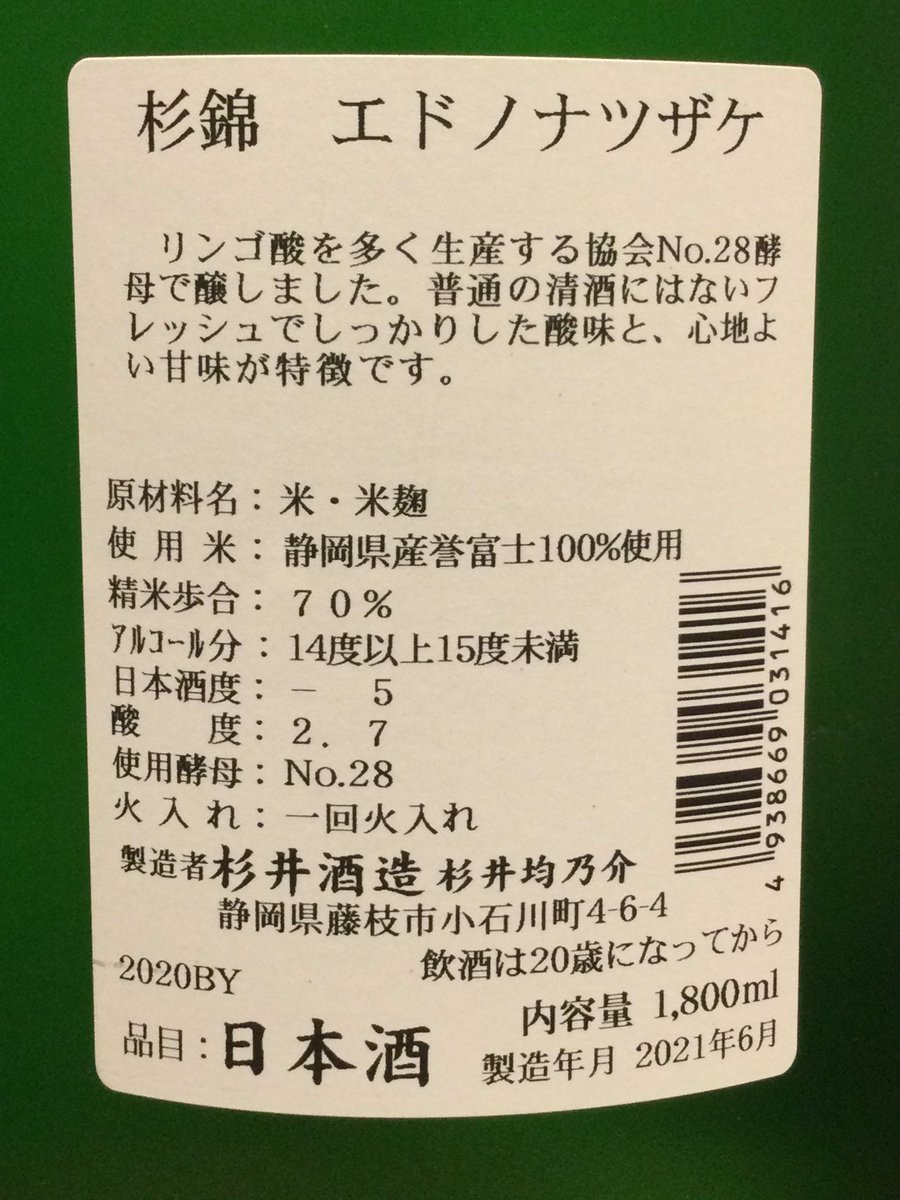 杉錦　エドノナツザケ
リンゴ酸を多く生産する協会No.28酵
母で醸しました。普通の清酒にはないフ
レッシュでしっかりした酸味と、心地よ
い甘味が特徴です。
原材料名：米・米麹
使用米：静岡県産誉富士100%使用
精米歩合：７０%
ｱﾙｺｰﾙ分：14度以上15度未満
日本酒度：－　5
酸　度：２．７
使用酵母：No.28
火入れ：一回火入れ
製造者 杉井酒造 杉井均乃介
静岡県藤枝市小石川町4-6-4
飲酒は20歳になってから
2020BY
内容量 1,800ml
品目：日本酒
製造年月 2021年6月
4 938669 031416